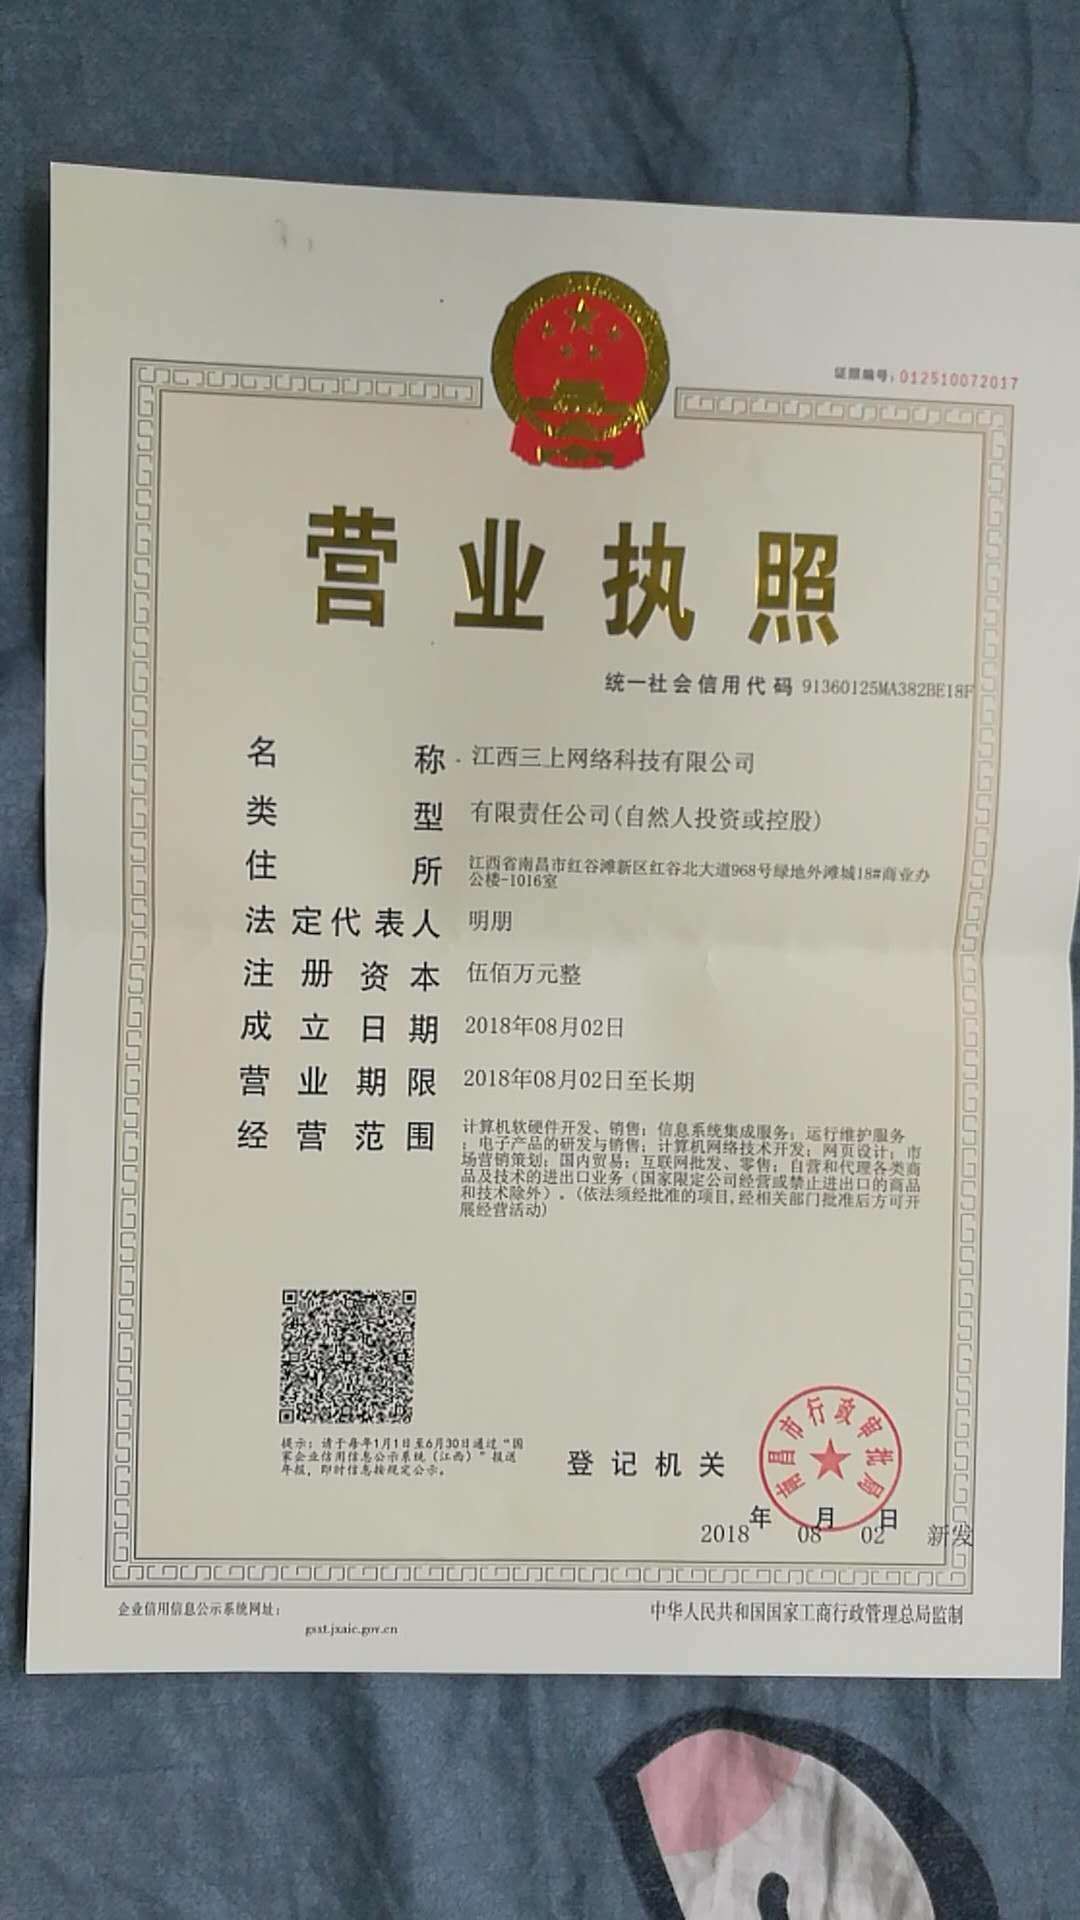 证照编号：012510072017
营业执照
统一社会信用代码 91360125MA382BE18F
名称 江西三上网络科技有限公司
类型 有限责任公司(自然人投资或控股)
住所 江西省南昌市红谷滩新区红谷北大道968号绿地外滩城18#商业办
公楼-1016室
法定代表人 明朋
注册资本 伍佰万元整
成立日期 2018年08月02日
营业期限 2018年08月02日至长期
经营范围 计算机软硬件开发、销售；信息系统集成服务；运行维护服务
；电子产品的研发与销售；计算机网络技术开发；网页设计；市
场营销策划；国内贸易；互联网批发、零售；自营和代理各类商
品及技术的进出口业务（国家限定公司经营或禁止进出口的商品
和技术除外）。(依法须经批准的项目,经相关部门批准后方可开
展经营活动)
提示：请于每年1月1日至6月30日通过“国
家企业信用信息公示系统（江西）”报送
年报，即时信息按规定公示。
登记机关
南昌市行政审批局
年 月 日
2018 08 02 新发
企业信用信息公示系统网址：
gsxt.jxaic.gov.cn
中华人民共和国国家工商行政管理总局监制